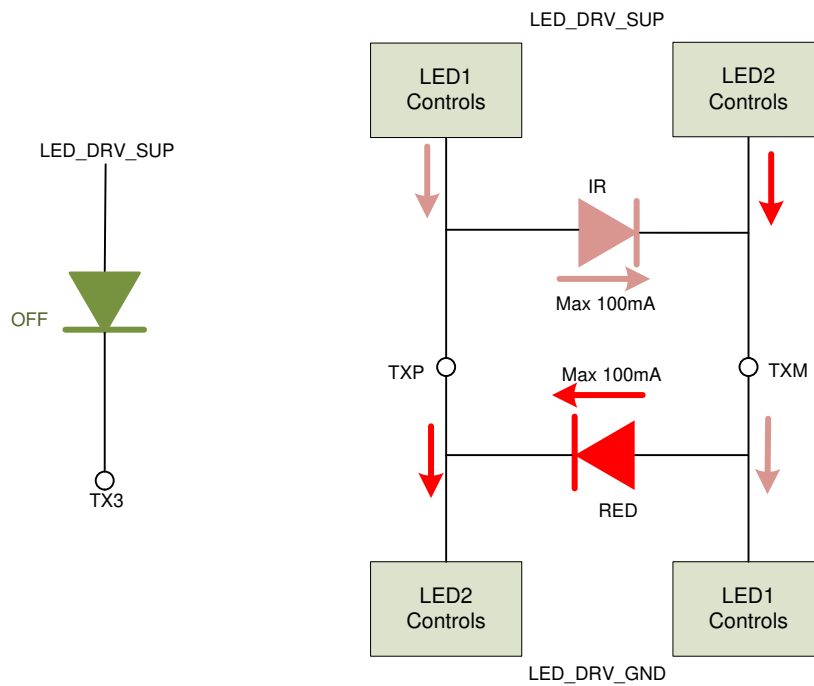 LED_DRV_SUP
LED1
Controls
LED2
Controls
LED_DRV_SUP
IR
Max 100mA
OFF
TXP
Max 100mA
TXM
TX3
RED
LED2
Controls
LED1
Controls
LED_DRV_GND